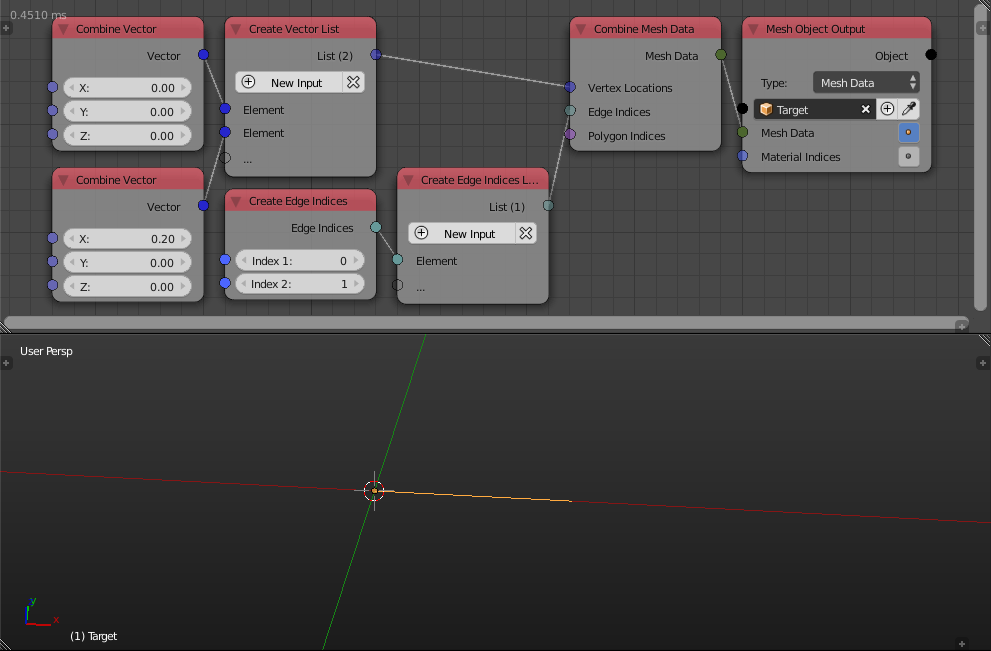 0.4510 ms
Combine Vector
Vector
X: 0.00
Y: 0.00
Z: 0.00
Create Vector List
List (2)
New Input
Element
Element
...
Combine Mesh Data
Mesh Data
Vertex Locations
Edge Indices
Polygon Indices
Mesh Object Output
Object
Type: Mesh Data
Target
Mesh Data
Material Indices
Combine Vector
Vector
X: 0.20
Y: 0.00
Z: 0.00
Create Edge Indices
Edge Indices
Index 1: 0
Index 2: 1
Create Edge Indices L...
List (1)
New Input
Element
...
User Persp
y
x
(1) Target